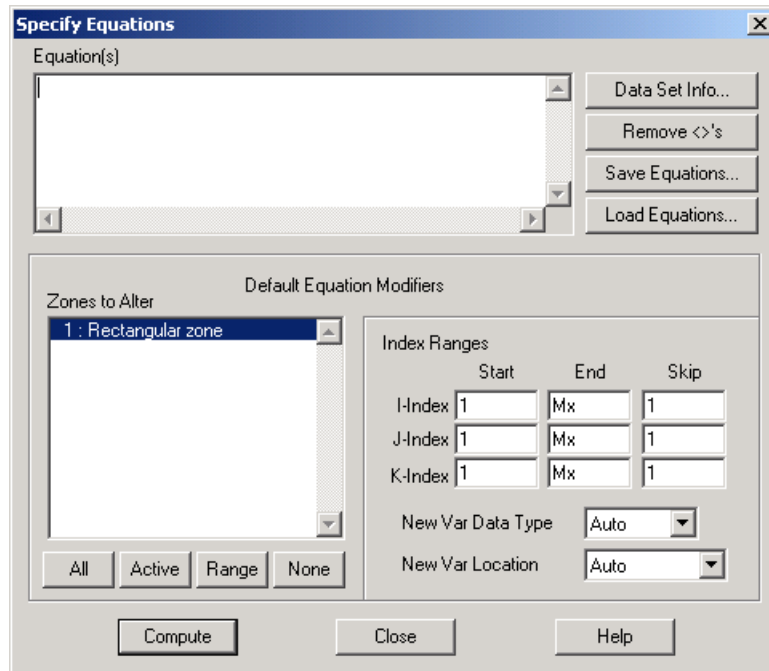 Specify Equations
Equation(s)
Data Set Info...
Remove <>'s
Save Equations...
Load Equations...
Default Equation Modifiers
Zones to Alter
1 : Rectangular zone
Index Ranges
Start End Skip
I-Index 1 Mx 1
J-Index 1 Mx 1
K-Index 1 Mx 1
New Var Data Type Auto
New Var Location Auto
All Active Range None
Compute Close Help